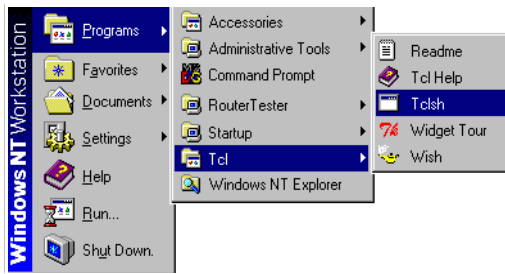 Windows NT Workstation
Programs
Favorites
Documents
Settings
Help
Run...
Shut Down.
Accessories
Administrative Tools
Command Prompt
RouterTester
Startup
Tcl
Windows NT Explorer
Readme
Tcl Help
Tclsh
Widget Tour
Wish